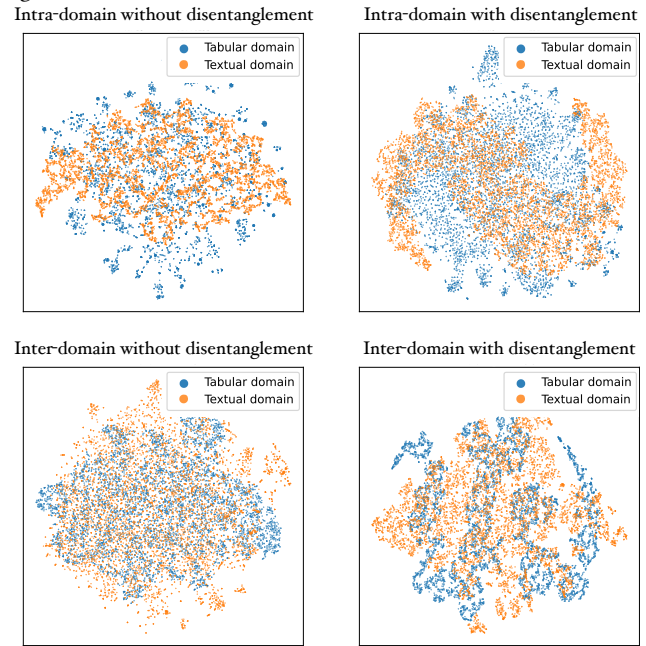 Intra-domain without disentanglement
Tabular domain
Textual domain
Intra-domain with disentanglement
Tabular domain
Textual domain
Inter-domain without disentanglement
Tabular domain
Textual domain
Inter-domain with disentanglement
Tabular domain
Textual domain